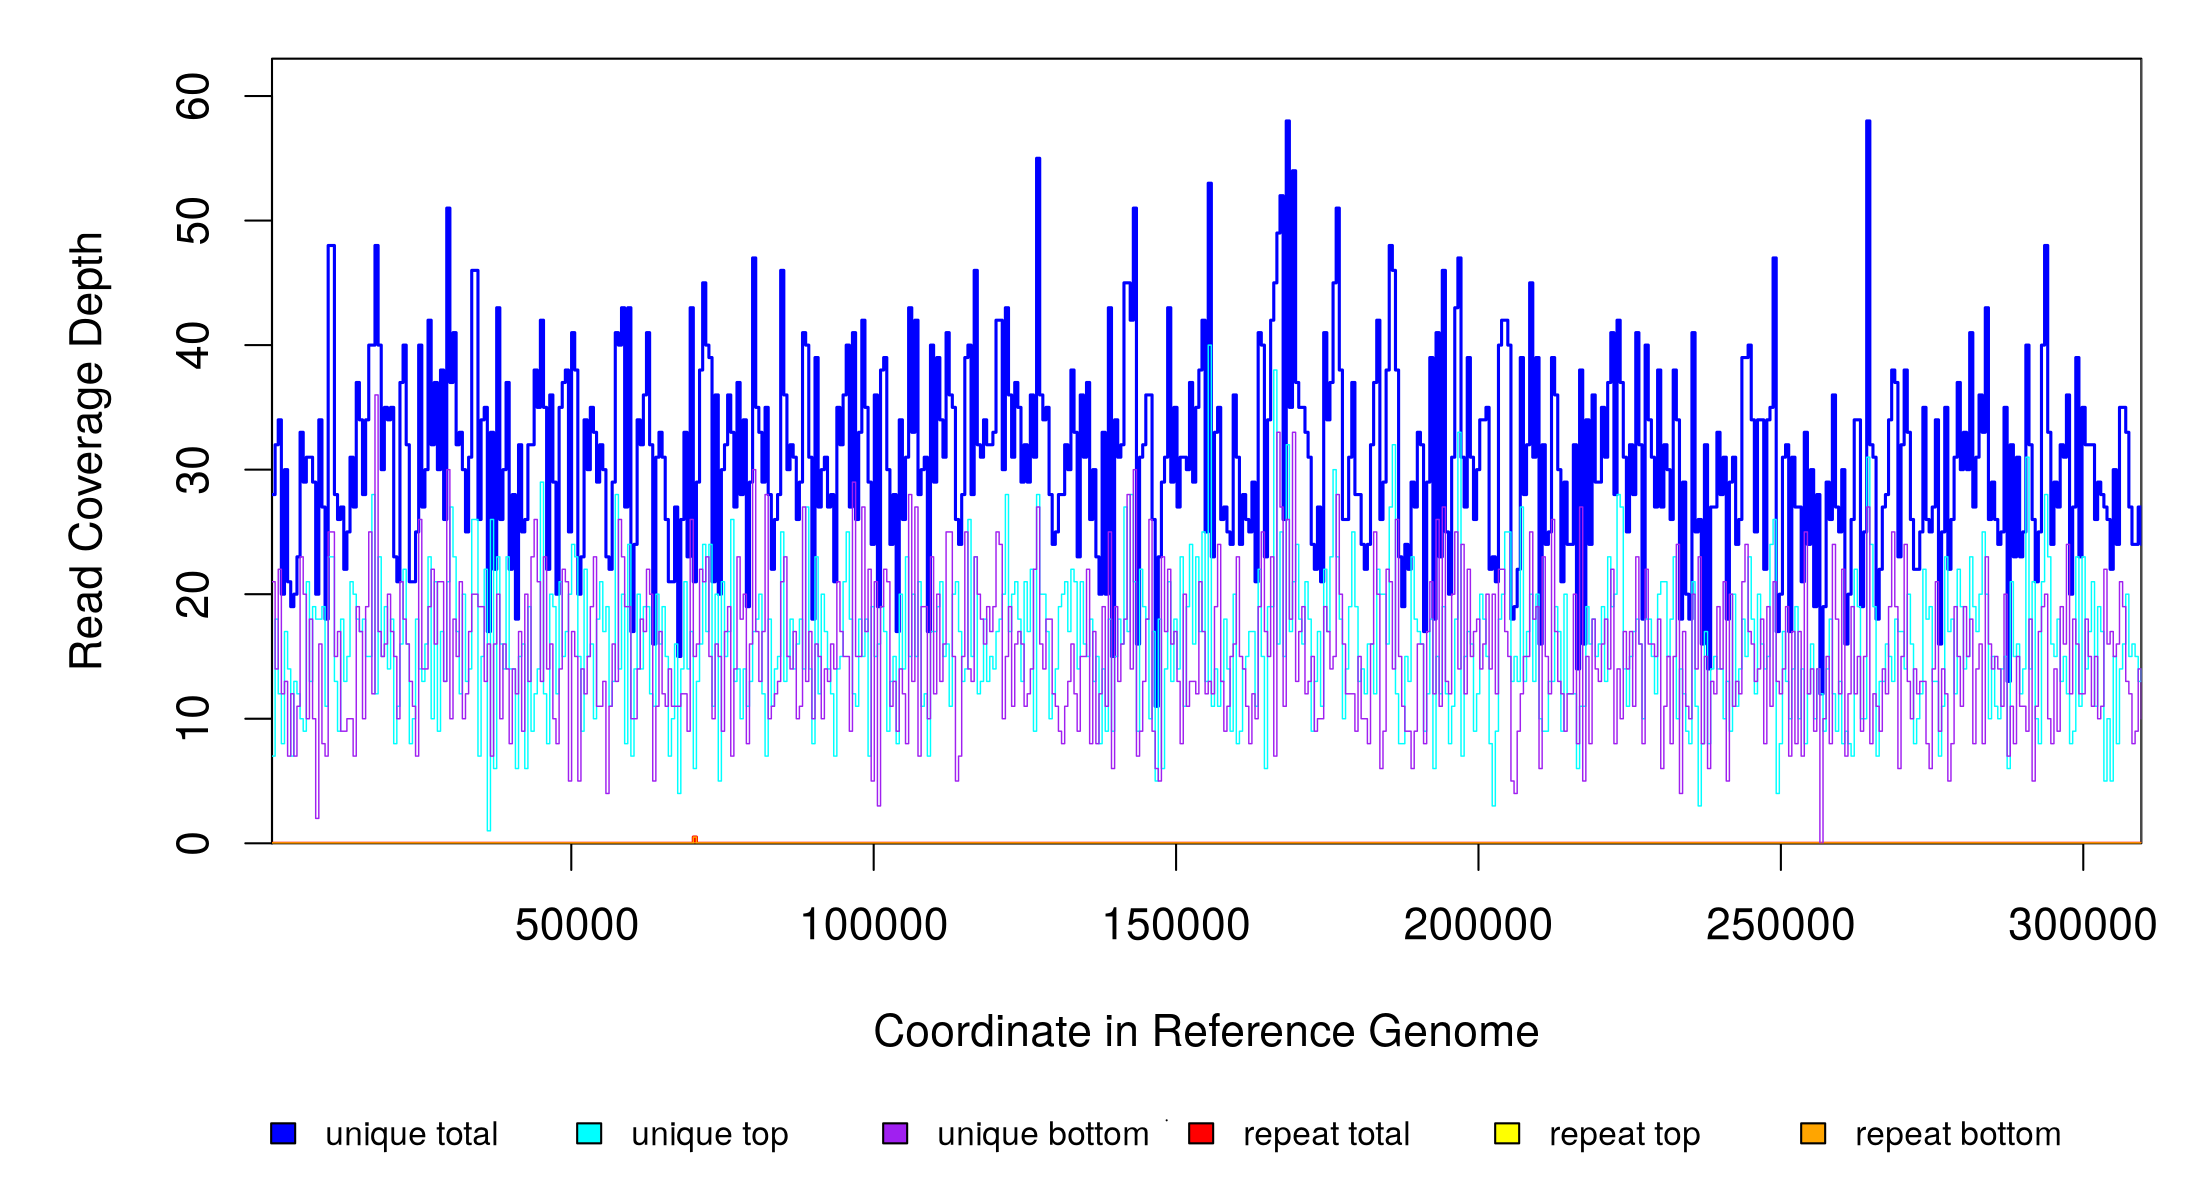 60
50
40
30
20
10
0
Read Coverage Depth
50000 100000 150000 200000 250000 300000
Coordinate in Reference Genome
unique total unique top unique bottom repeat total repeat top repeat bottom